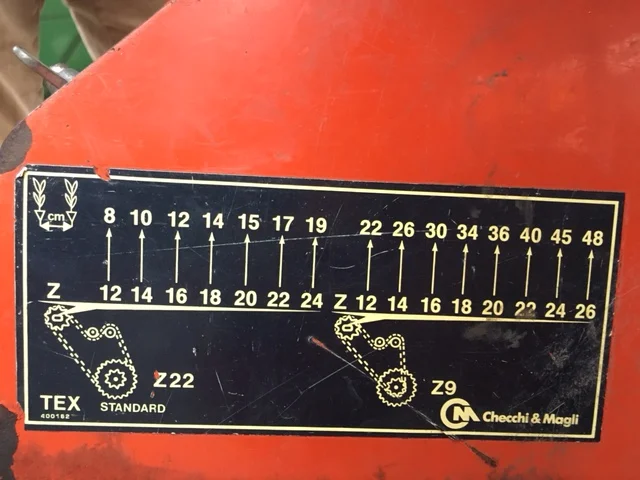 cm
8 10 12 14 15 17 19 22 26 30 34 36 40 45 48
Z 12 14 16 18 20 22 24 Z 12 14 16 18 20 22 24 26
Z22 Z9
TEX STANDARD
400182
CM Checchi & Magli